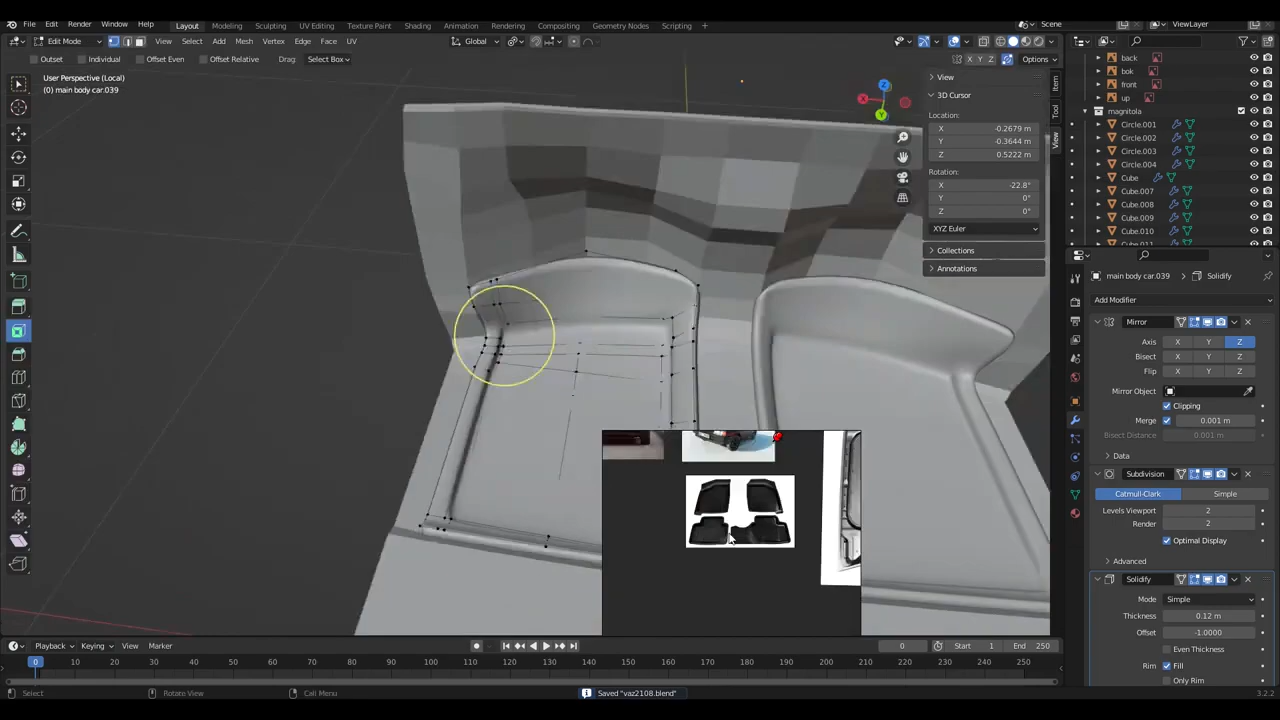 File Edit Render Window Help Layout Modeling Sculpting UV Editing Texture Paint Shading Animation Rendering Compositing Geometry Nodes Scripting + Scene ViewLayer
Edit Mode View Select Add Mesh Vertex Edge Face UV Global
Outset Individual Offset Even Offset Relative Drag: Select Box X Y Z Options
User Perspective (Local)
(0) main body car.039
X
Y
Z
View
3D Cursor
Location:
X -0.2679 m
Y -0.3644 m
Z 0.5222 m
Rotation:
X -22.8°
Y 0°
Z 0°
XYZ Euler
Collections
Annotations
Item
Tool
View
back
bok
front
up
magnitola
Circle.001
Circle.002
Circle.003
Circle.004
Cube
Cube.007
Cube.008
Cube.009
Cube.010
Cube.011
main body car.039 > Solidify
Add Modifier
Mirror
Axis X Y Z
Bisect X Y Z
Flip X Y Z
Mirror Object
Clipping
Merge 0.001 m
Bisect Distance 0.001 m
Data
Subdivision
Catmull-Clark Simple
Levels Viewport 2
Render 2
Optimal Display
Advanced
Solidify
Mode Simple
Thickness 0.12 m
Offset -1.0000
Even Thickness
Rim Fill
Only Rim
Playback Keying View Marker 0 Start 1 End 250
0 10 20 30 40 50 60 70 80 90 100 110 120 130 140 150 160 170 180 190 200 210 220 230 240 250
Select Rotate View Call Menu Saved "vaz2108.blend" 3.2.2